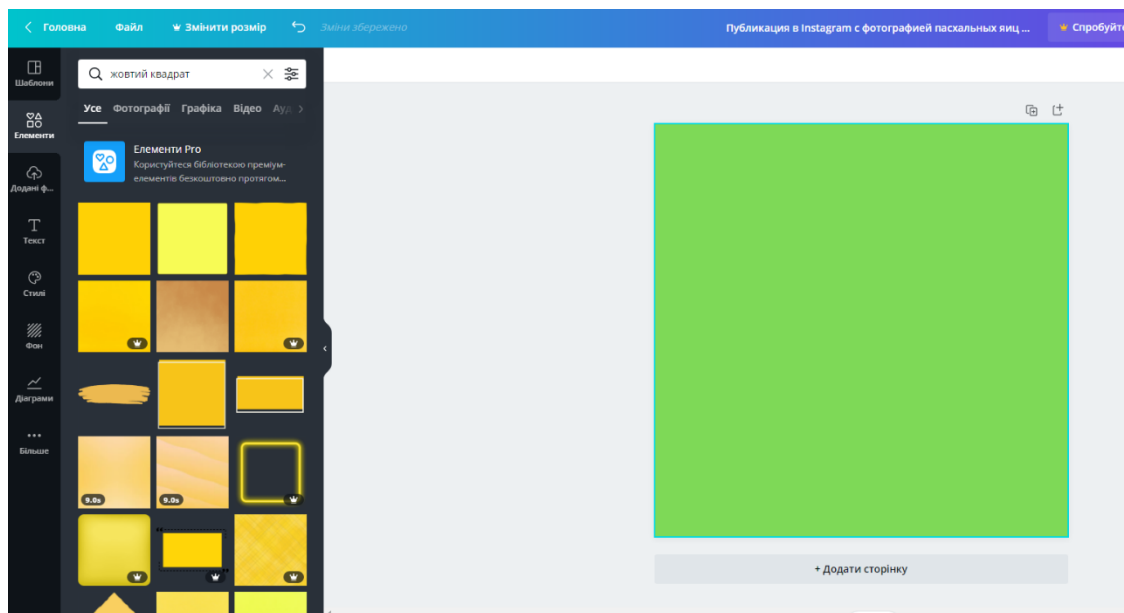 Головна Файл Змінити розмір Зміни збережено Публикация в Instagram с фотографией пасхальных яиц ... Спробуйте
Шаблони
Елементи
Додані ф...
Текст
Стилі
Фон
Діаграми
Більше
жовтий квадрат
Усе Фотографії Графіка Відео Ауд
Елементи Pro
Користуйтеся бібліотекою преміум-
елементів безкоштовно протягом...
9.0s 9.0s
+ Додати сторінку